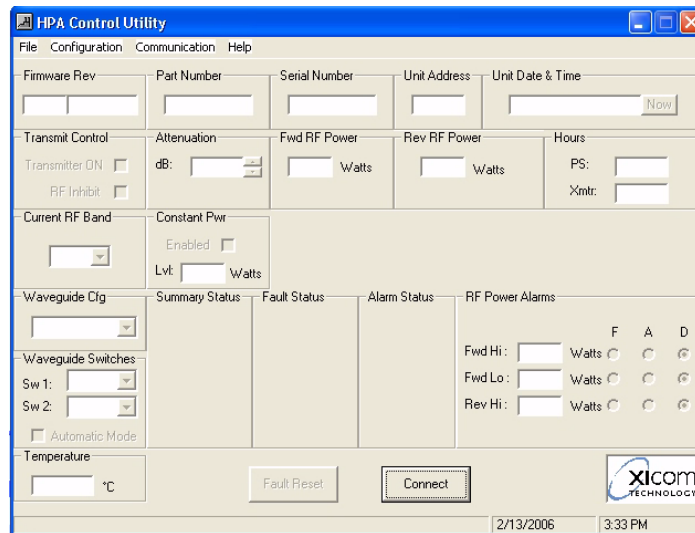 HPA Control Utility
File Configuration Communication Help
Firmware Rev Part Number Serial Number Unit Address Unit Date & Time
Now
Transmit Control Attenuation Fwd RF Power Rev RF Power Hours
Transmitter ON dB: Watts Watts PS:
RF Inhibit Xmtr:
Current RF Band Constant Pwr
Enabled
Lvl: Watts
Waveguide Cfg Summary Status Fault Status Alarm Status RF Power Alarms
F A D
Fwd Hi : Watts
Waveguide Switches
Sw 1: Fwd Lo : Watts
Sw 2: Rev Hi : Watts
Automatic Mode
Temperature
°C Fault Reset Connect
XICOM
TECHNOLOGY
2/13/2006 3:33 PM